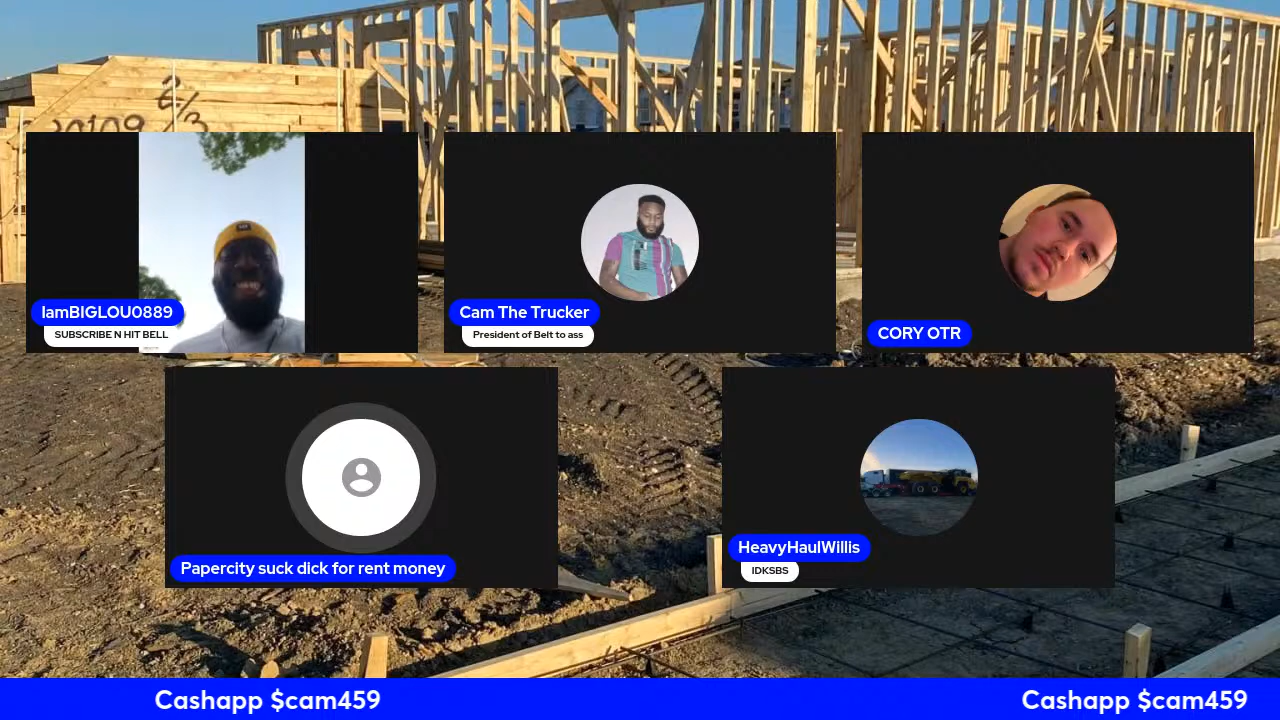 IamBIGLOU0889
SUBSCRIBE N HIT BELL
Cam The Trucker
President of Belt to ass
CORY OTR
Papercity suck dick for rent money
HeavyHaulWillis
IDKSBS
Cashapp $cam459
Cashapp $cam459